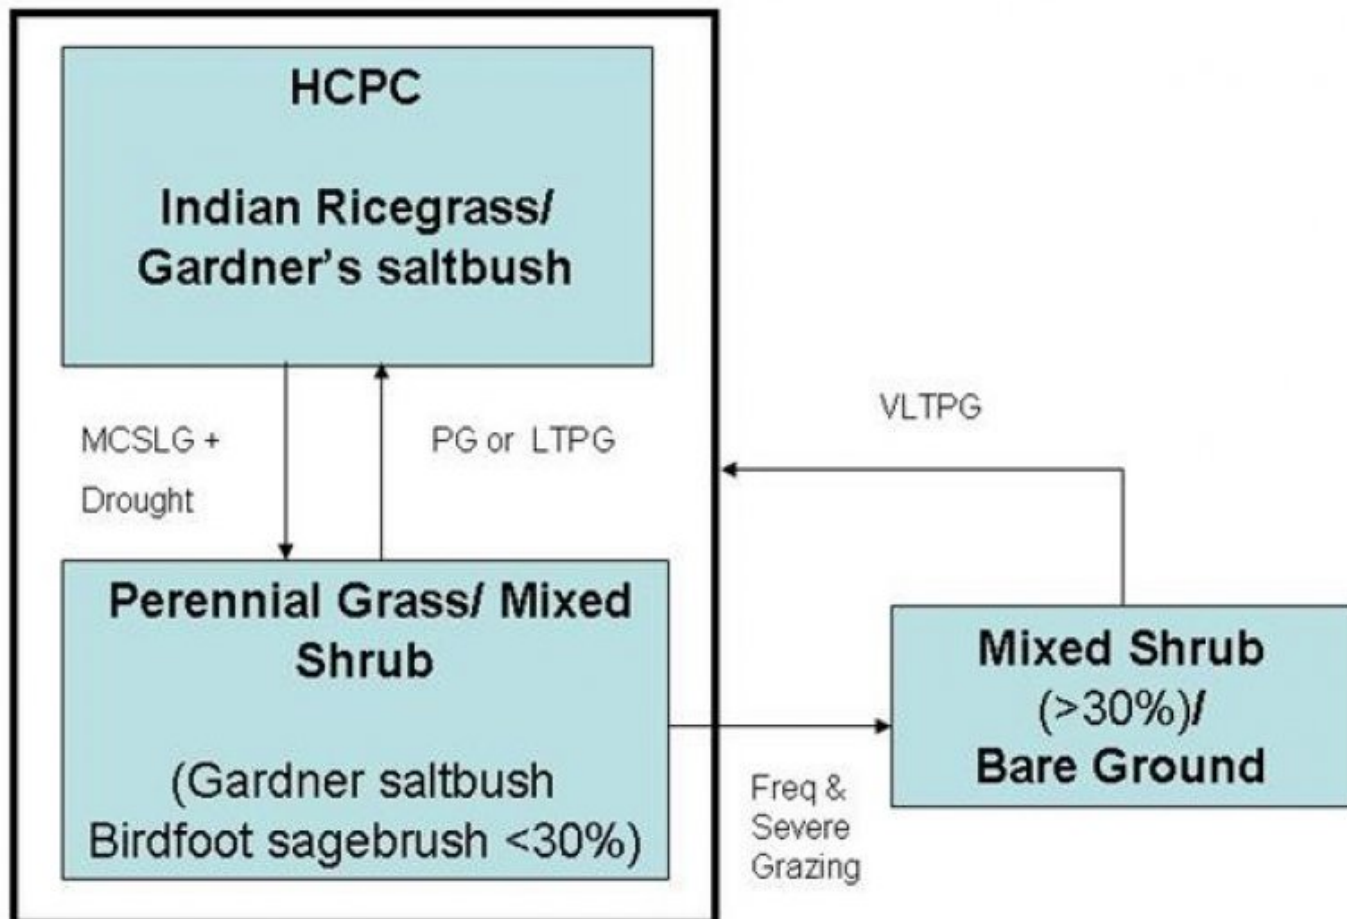 HCPC
Indian Ricegrass/
Gardner's saltbush
MCSLG +
Drought
PG or LTPG
VLTPG
Perennial Grass/ Mixed
Shrub
(Gardner saltbush
Birdfoot sagebrush <30%)
Freq &
Severe
Grazing
Mixed Shrub
(>30%)/
Bare Ground